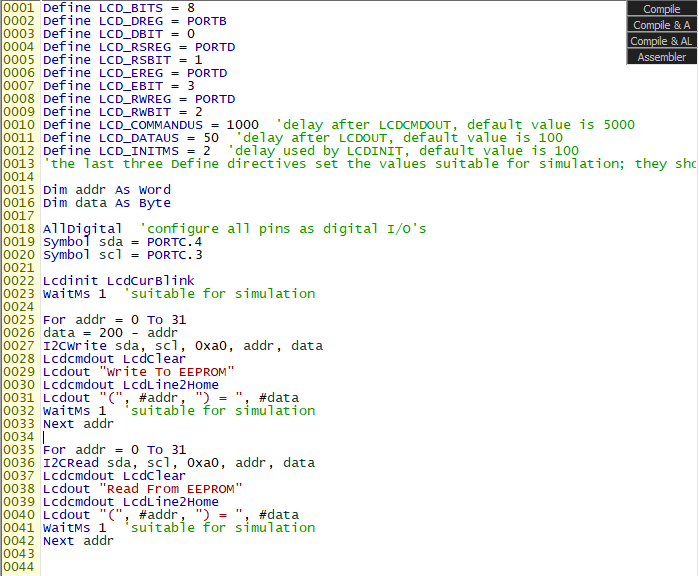 0001 Define LCD_BITS = 8
0002 Define LCD_DREG = PORTB
0003 Define LCD_DBIT = 0
0004 Define LCD_RSREG = PORTD
0005 Define LCD_RSBIT = 1
0006 Define LCD_EREG = PORTB
0007 Define LCD_EBIT = 3
0008 Define LCD_RWREG = PORTD
0009 Define LCD_RWBIT = 2
0010 Define LCD_COMMANDUS = 1000  'delay after LCDCMDOUT, default value is 5000
0011 Define LCD_DATAUS = 50  'delay after LCDOUT, default value is 100
0012 Define LCD_INITMS = 2  'delay used by LCDINIT, default value is 100
0013 'the last three Define directives set the values suitable for simulation; they sho
0014
0015 Dim addr As Word
0016 Dim data As Byte
0017
0018 AllDigital  'configure all pins as digital I/O's
0019 Symbol sda = PORTC.4
0020 Symbol scl = PORTC.3
0021
0022 Lcdinit LcdCurBlink
0023 WaitMs 1  'suitable for simulation
0024
0025 For addr = 0 To 31
0026 data = 200 - addr
0027 I2CWrite sda, scl, 0xa0, addr, data
0028 Lcdcmdout LcdClear
0029 Lcdout "Write To EEPROM"
0030 Lcdcmdout LcdLine2Home
0031 Lcdout "(", #addr, ") = ", #data
0032 WaitMs 1  'suitable for simulation
0033 Next addr
0034
0035 For addr = 0 To 31
0036 I2CRead sda, scl, 0xa0, addr, data
0037 Lcdcmdout LcdClear
0038 Lcdout "Read From EEPROM"
0039 Lcdcmdout LcdLine2Home
0040 Lcdout "(", #addr, ") = ", #data
0041 WaitMs 1  'suitable for simulation
0042 Next addr
0043
0044
Compile
Compile & A
Compile & AL
Assembler